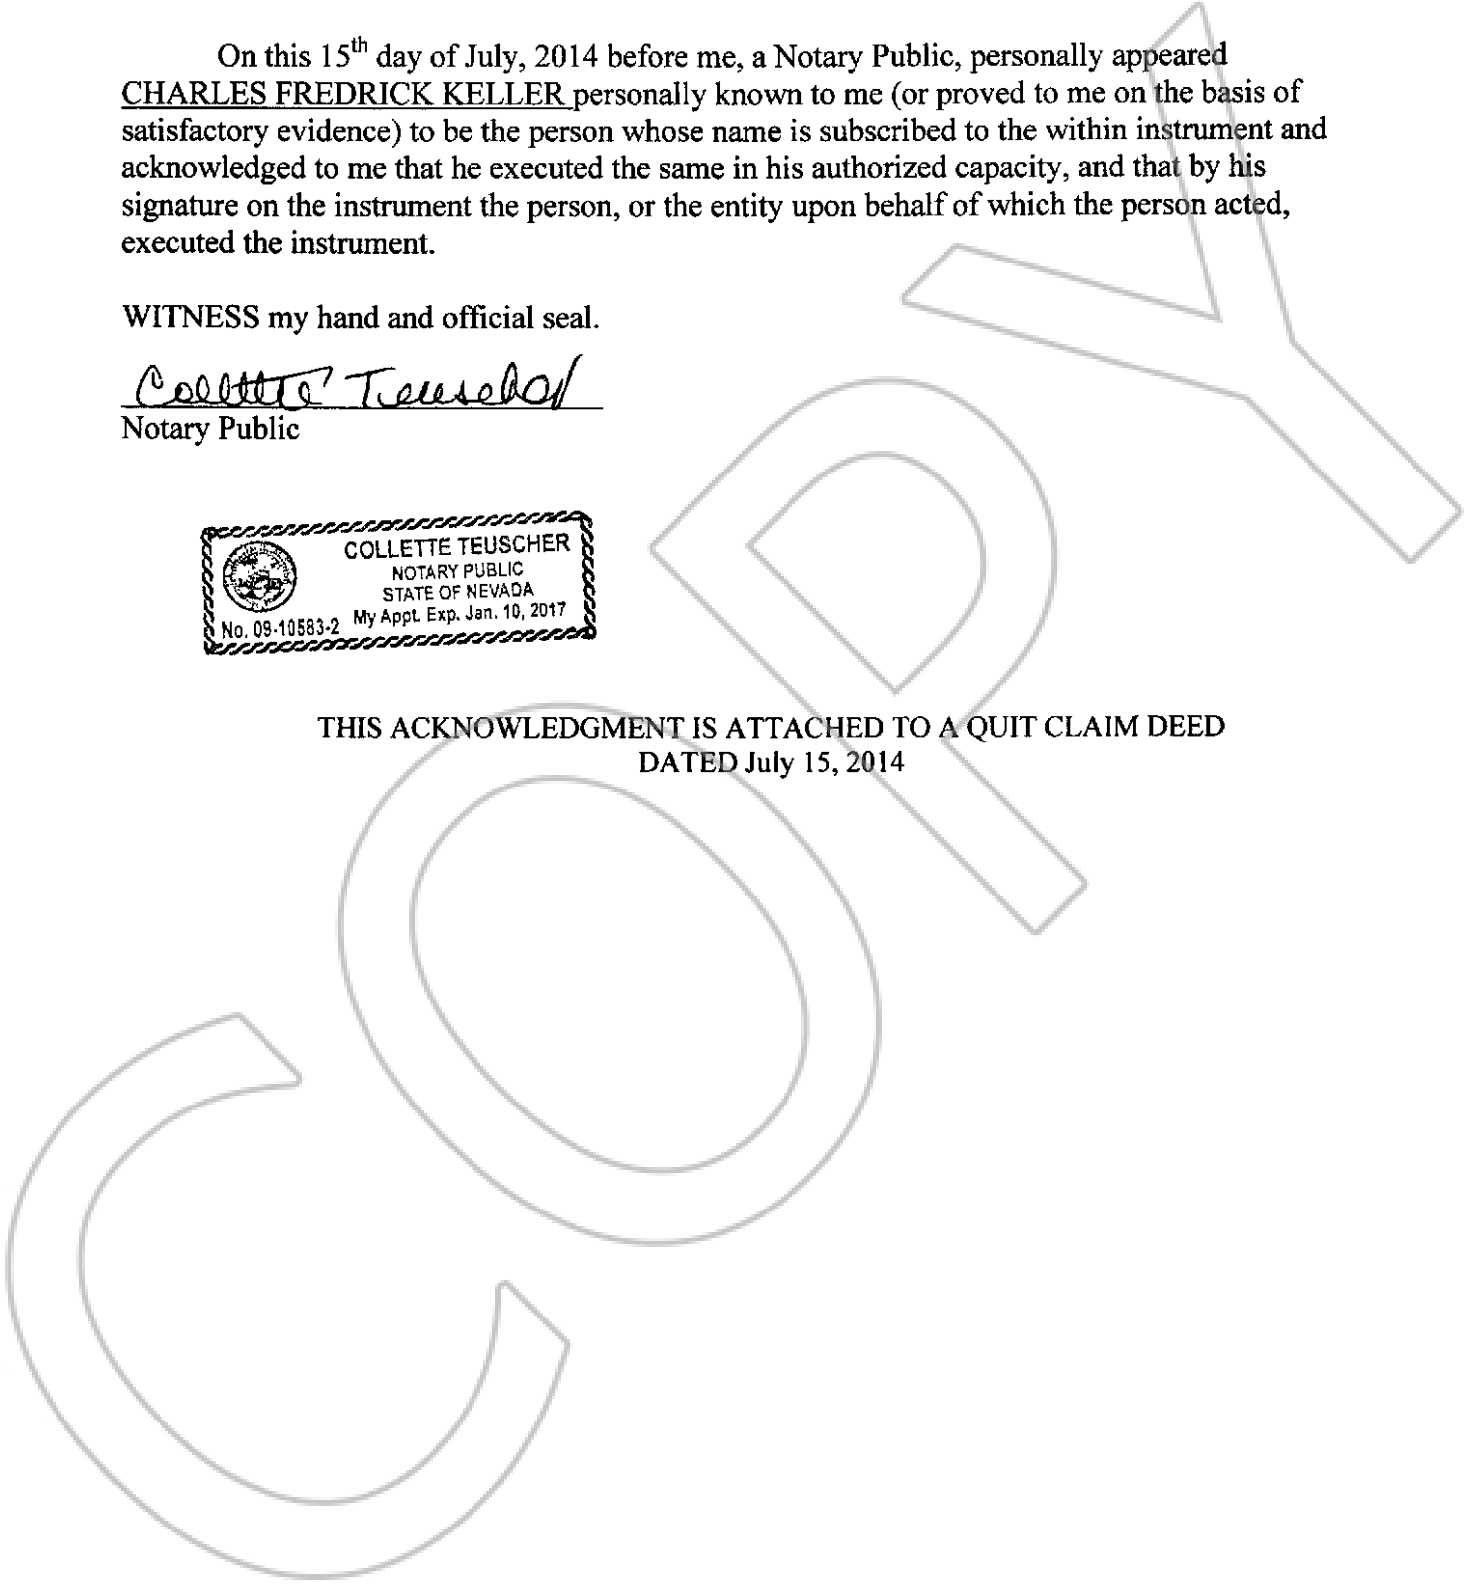 On this 15th day of July, 2014 before me, a Notary Public, personally appeared
CHARLES FREDRICK KELLER personally known to me (or proved to me on the basis of
satisfactory evidence) to be the person whose name is subscribed to the within instrument and
acknowledged to me that he executed the same in his authorized capacity, and that by his
signature on the instrument the person, or the entity upon behalf of which the person acted,
executed the instrument.
WITNESS my hand and official seal.
Collette Teuscher
Notary Public
COLLETTE TEUSCHER
NOTARY PUBLIC
STATE OF NEVADA
No. 09-10583-2 My Appt. Exp. Jan. 10, 2017
THIS ACKNOWLEDGMENT IS ATTACHED TO A QUIT CLAIM DEED
DATED July 15, 2014
COPY